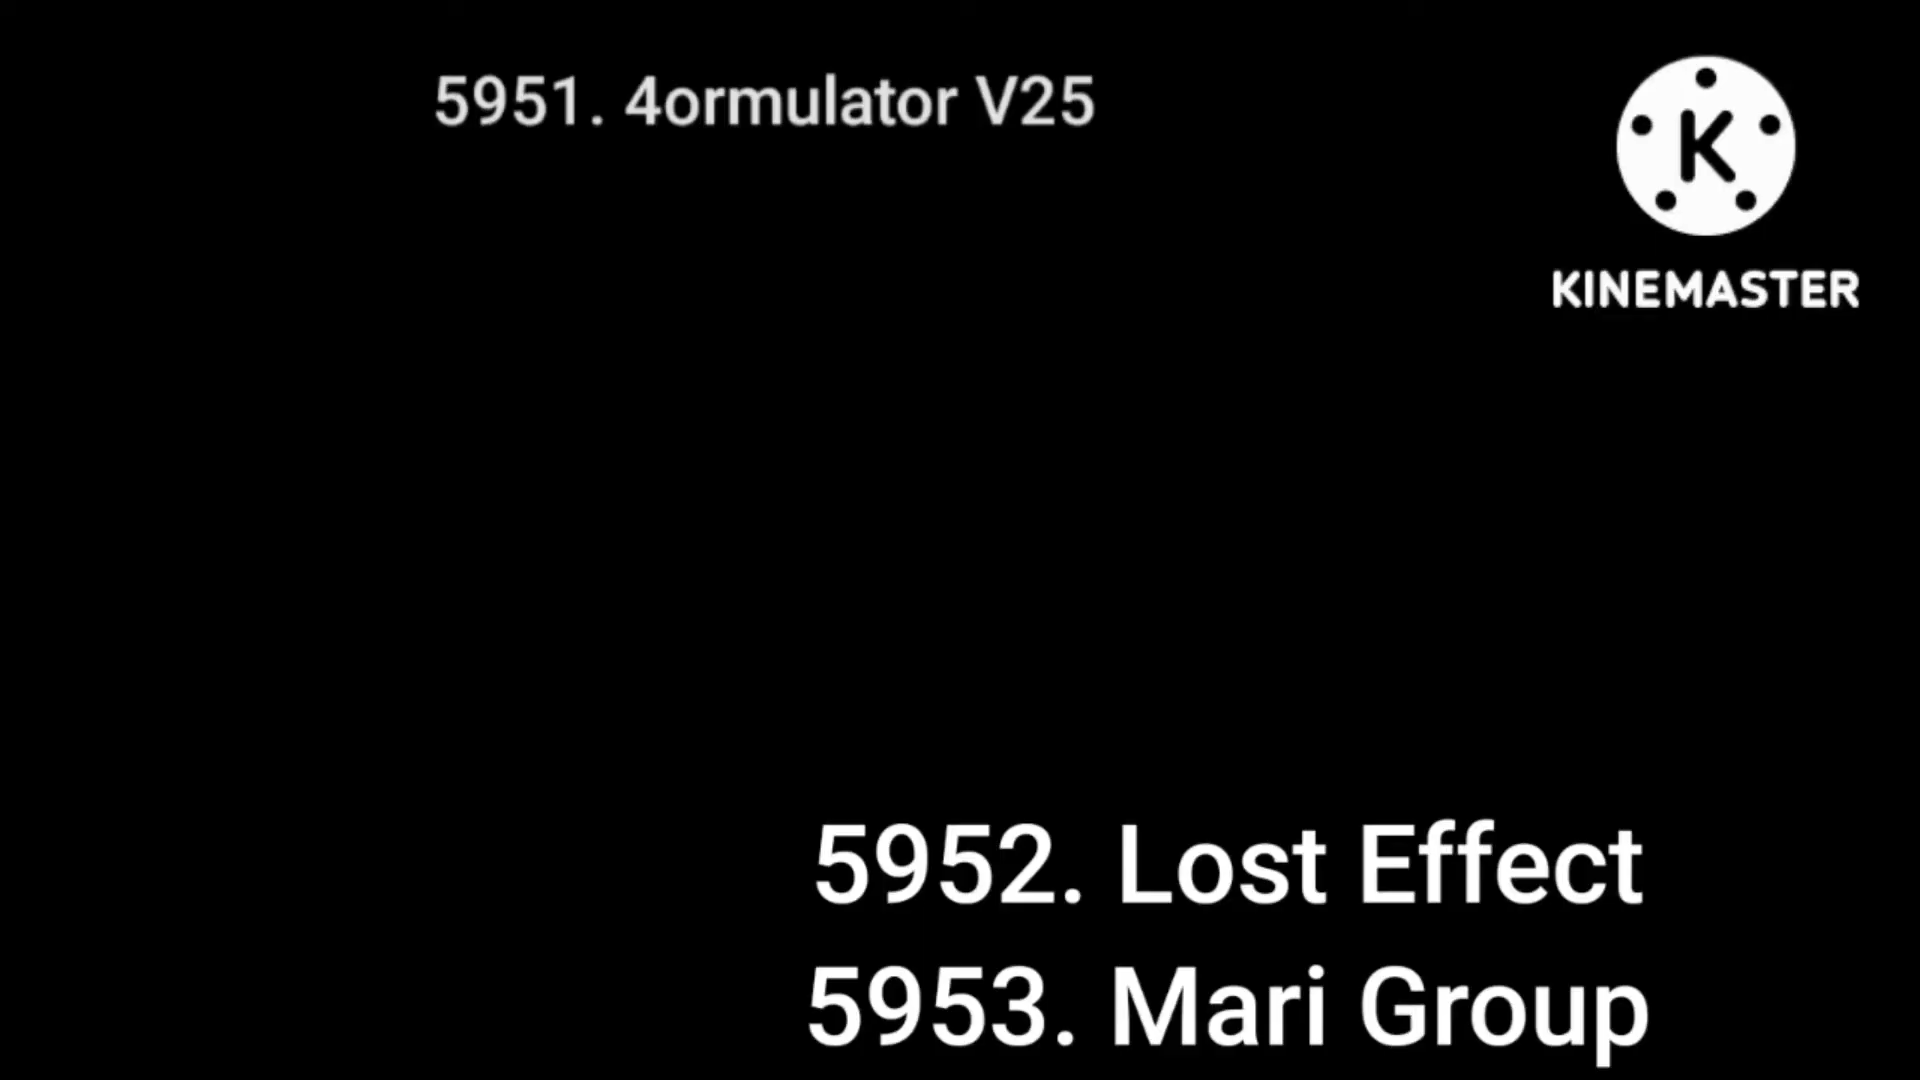 5951. 4ormulator V25
K
KINEMASTER
5952. Lost Effect
5953. Mari Group